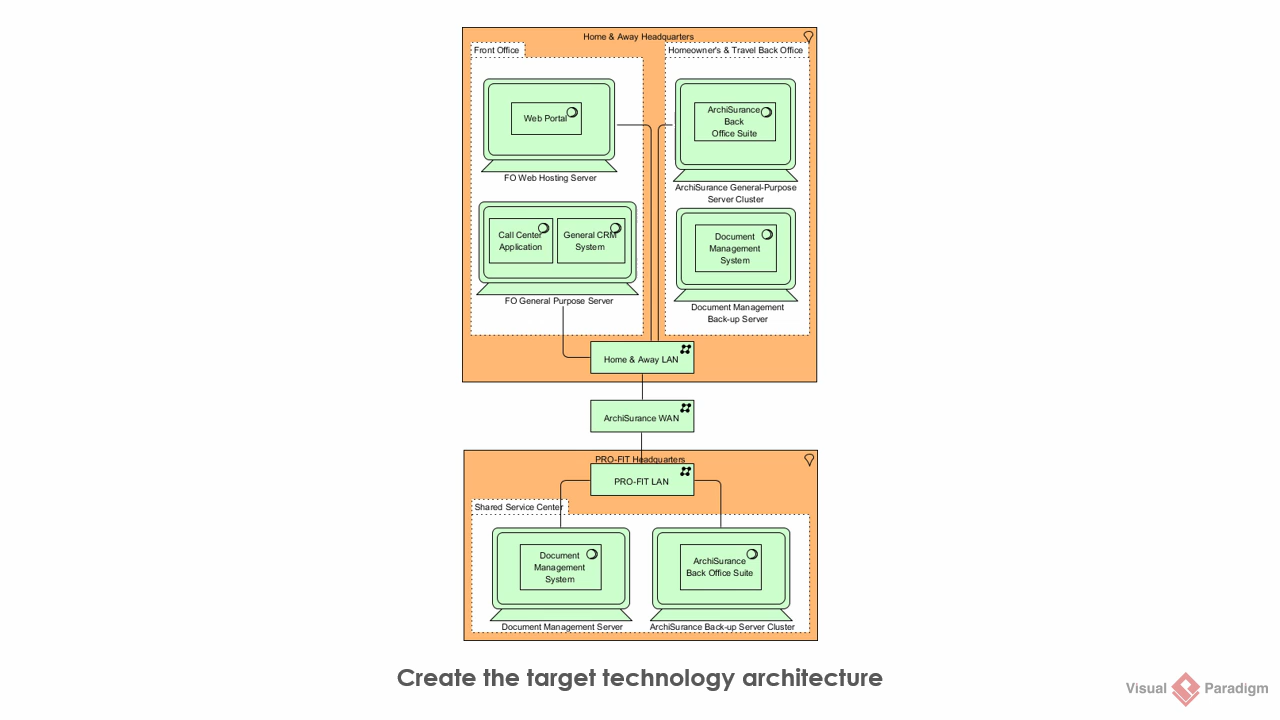 Home & Away Headquarters
Front Office
Homeowner's & Travel Back Office
Web Portal
FO Web Hosting Server
ArchiSurance
Back
Office Suite
ArchiSurance General-Purpose
Server Cluster
Call Center
Application
General CRM
System
FO General Purpose Server
Document
Management
System
Document Management
Back-up Server
Home & Away LAN
ArchiSurance WAN
PRO-FIT Headquarters
PRO-FIT LAN
Shared Service Center
Document
Management
System
Document Management Server
ArchiSurance
Back Office Suite
ArchiSurance Back-up Server Cluster
Create the target technology architecture
Visual Paradigm